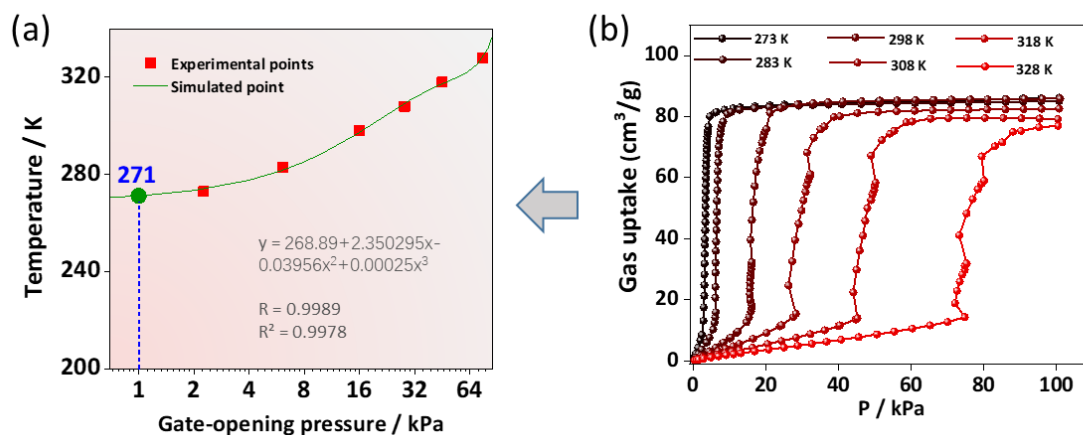 (a)
Temperature / K
320
280
240
200
Experimental points
Simulated point
271
y = 268.89+2.350295x-
0.03956x²+0.00025x³
R = 0.9989
R² = 0.9978
1 2 4 8 16 32 64
Gate-opening pressure / kPa
(b)
Gas uptake (cm³/g)
100
80
60
40
20
0
273 K 298 K 318 K
283 K 308 K 328 K
0 20 40 60 80 100
P / kPa